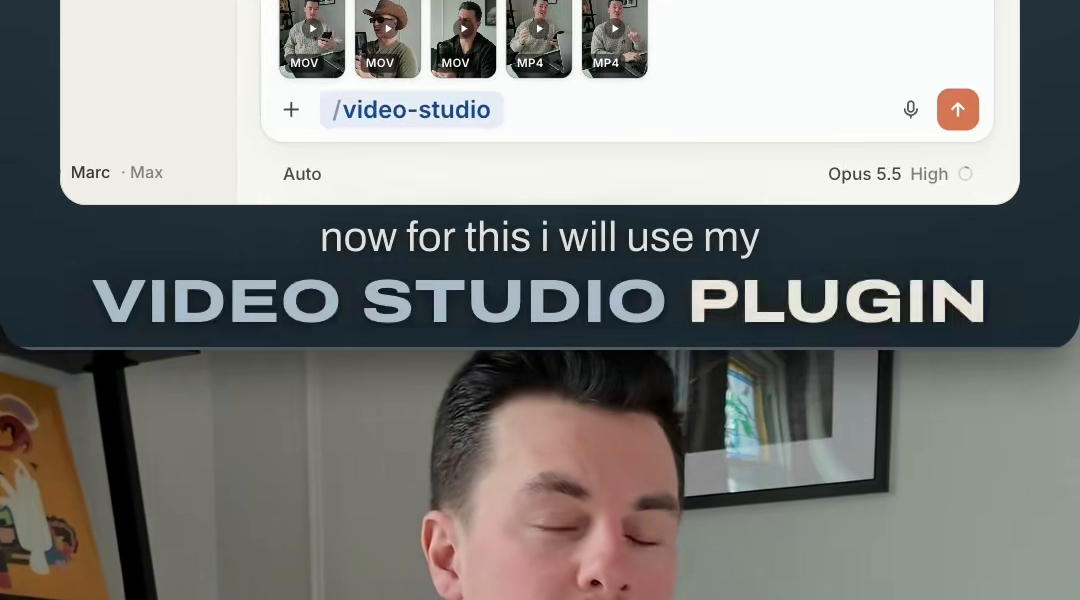 MOV MOV MOV MP4 MP4
/video-studio
Marc · Max Auto Opus 5.5 High
now for this i will use my
VIDEO STUDIO PLUGIN